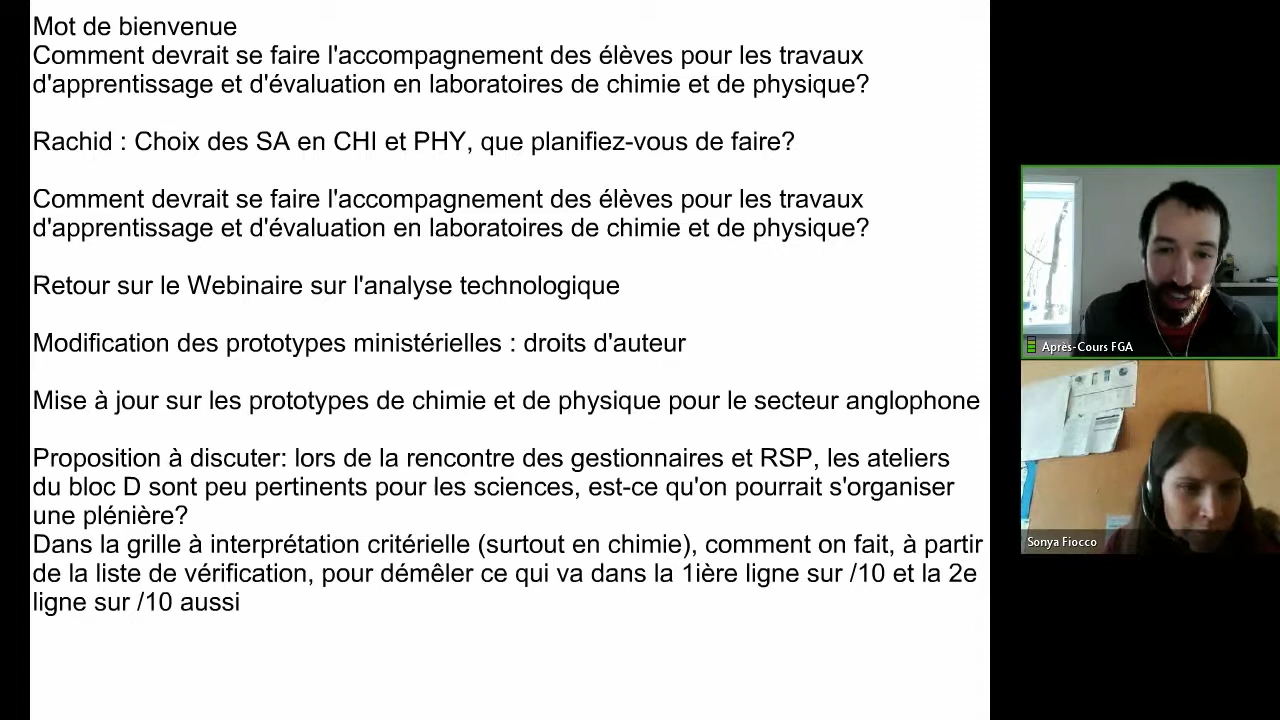 Mot de bienvenue
Comment devrait se faire l'accompagnement des élèves pour les travaux
d'apprentissage et d'évaluation en laboratoires de chimie et de physique?
Rachid : Choix des SA en CHI et PHY, que planifiez-vous de faire?
Comment devrait se faire l'accompagnement des élèves pour les travaux
d'apprentissage et d'évaluation en laboratoires de chimie et de physique?
Retour sur le Webinaire sur l'analyse technologique
Modification des prototypes ministérielles : droits d'auteur
Mise à jour sur les prototypes de chimie et de physique pour le secteur anglophone
Proposition à discuter: lors de la rencontre des gestionnaires et RSP, les ateliers
du bloc D sont peu pertinents pour les sciences, est-ce qu'on pourrait s'organiser
une plénière?
Dans la grille à interprétation critérielle (surtout en chimie), comment on fait, à partir
de la liste de vérification, pour démêler ce qui va dans la 1ière ligne sur /10 et la 2e
ligne sur /10 aussi
Après-Cours FGA
Sonya Fiocco